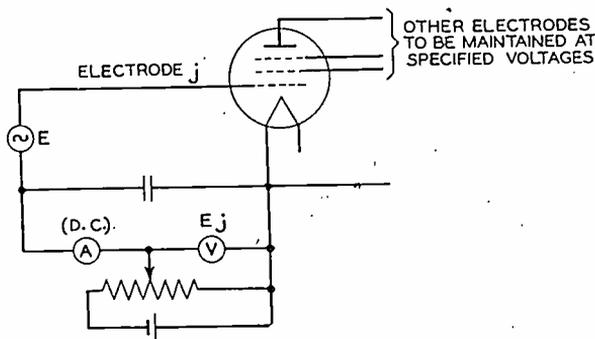 OTHER ELECTRODES
TO BE MAINTAINED AT
SPECIFIED VOLTAGES
ELECTRODE j
E
(D.C.)
Ej
A
V